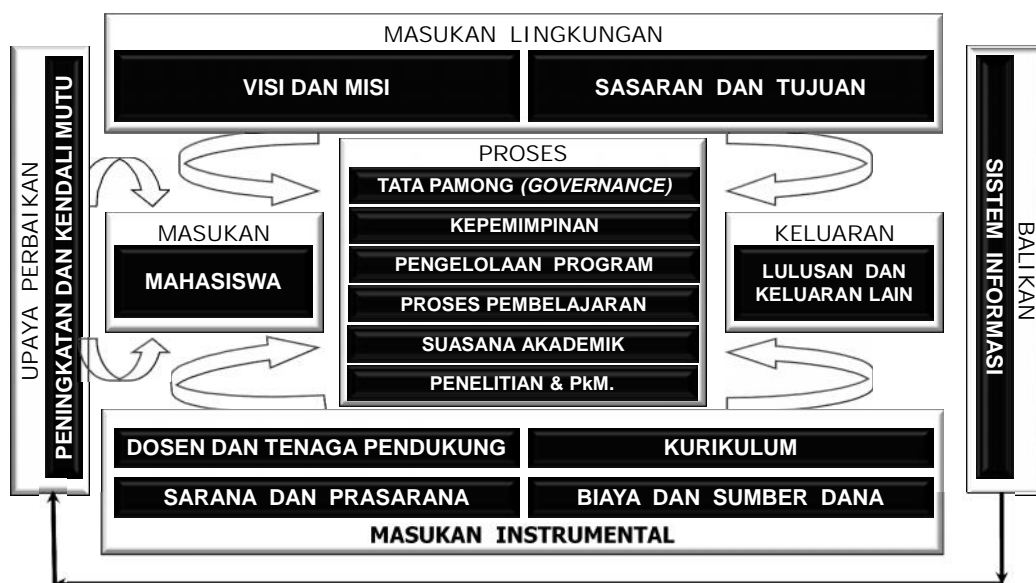 MASUKAN LINGKUNGAN
VISI DAN MISI
SASARAN DAN TUJUAN
UPAYA PERBAIKAN
PENINGKATAN DAN KENDALI MUTU
MASUKAN
MAHASISWA
PROSES
TATA PAMONG (GOVERNANCE)
KEPEMIMPINAN
PENGELOLAAN PROGRAM
PROSES PEMBELAJARAN
SUASANA AKADEMIK
PENELITIAN & PkM.
KELUARAN
LULUSAN DAN
KELUARAN LAIN
SISTEM INFORMASI
BALIKAN
DOSEN DAN TENAGA PENDUKUNG
KURIKULUM
SARANA DAN PRASARANA
BIAYA DAN SUMBER DANA
MASUKAN INSTRUMENTAL